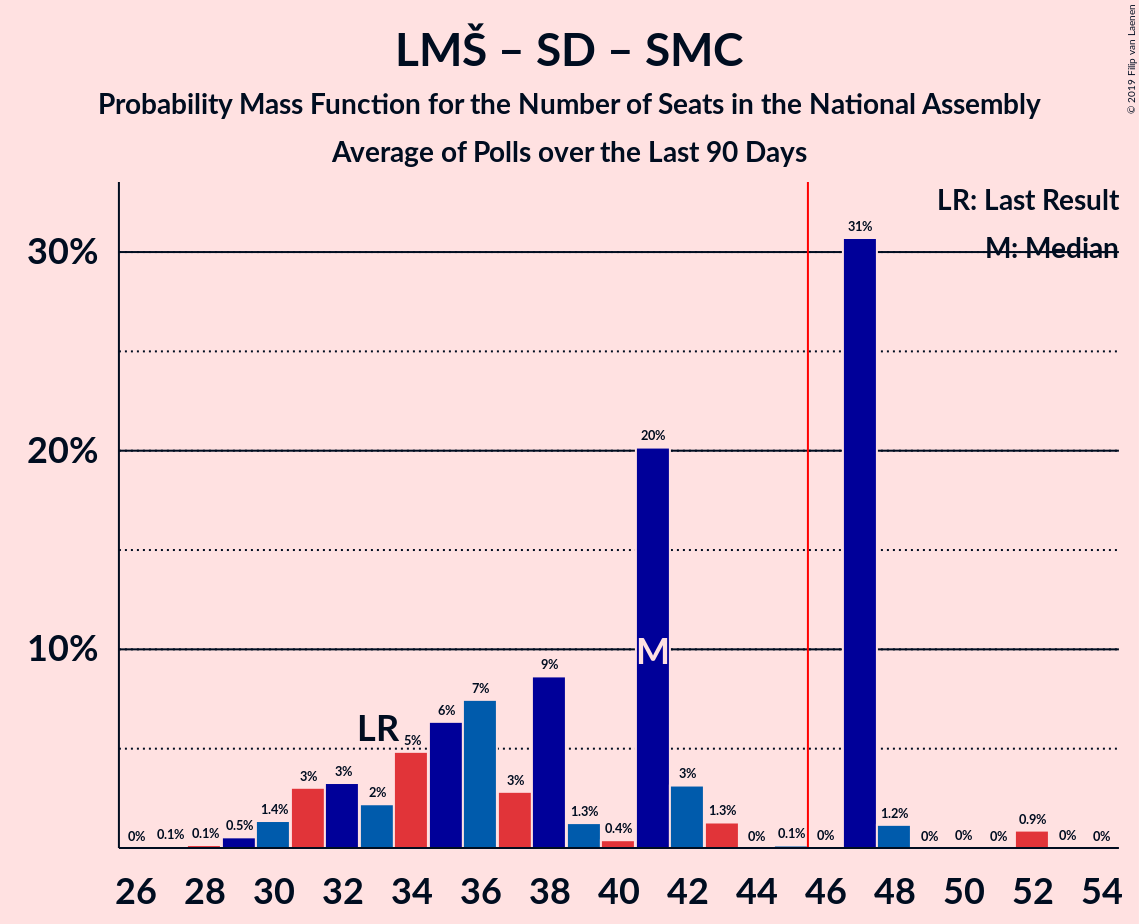 © 2019 Filip van Laenen
LMŠ – SD – SMC
Probability Mass Function for the Number of Seats in the National Assembly
Average of Polls over the Last 90 Days
LR: Last Result
M: Median
30%
20%
10%
0% 0.1% 0.1% 0.5% 1.4% 3% 3% 2% 5% 6% 7% 3% 9% 1.3% 0.4% 20% 3% 1.3% 0% 0.1% 0% 31% 1.2% 0% 0% 0% 0.9% 0% 0%
LR
M
26 28 30 32 34 36 38 40 42 44 46 48 50 52 54